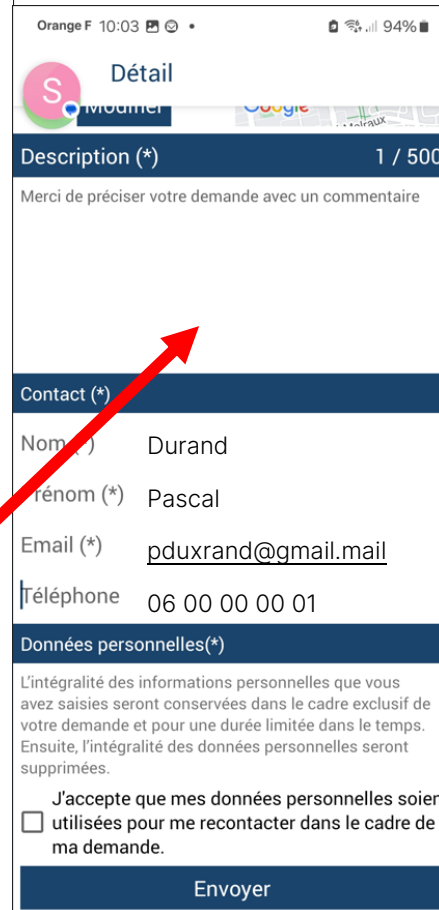 Orange F 10:03 94%
Détail
S
Modifier
Google
Malraux
Description (*) 1 / 500
Merci de préciser votre demande avec un commentaire
Contact (*)
Nom (*) Durand
Prénom (*) Pascal
Email (*) pduxrand@gmail.mail
Téléphone 06 00 00 00 01
Données personnelles(*)
L'intégralité des informations personnelles que vous
avez saisies seront conservées dans le cadre exclusif de
votre demande et pour une durée limitée dans le temps.
Ensuite, l'intégralité des données personnelles seront
supprimées.
J'accepte que mes données personnelles soien
utilisées pour me recontacter dans le cadre de
ma demande.
Envoyer